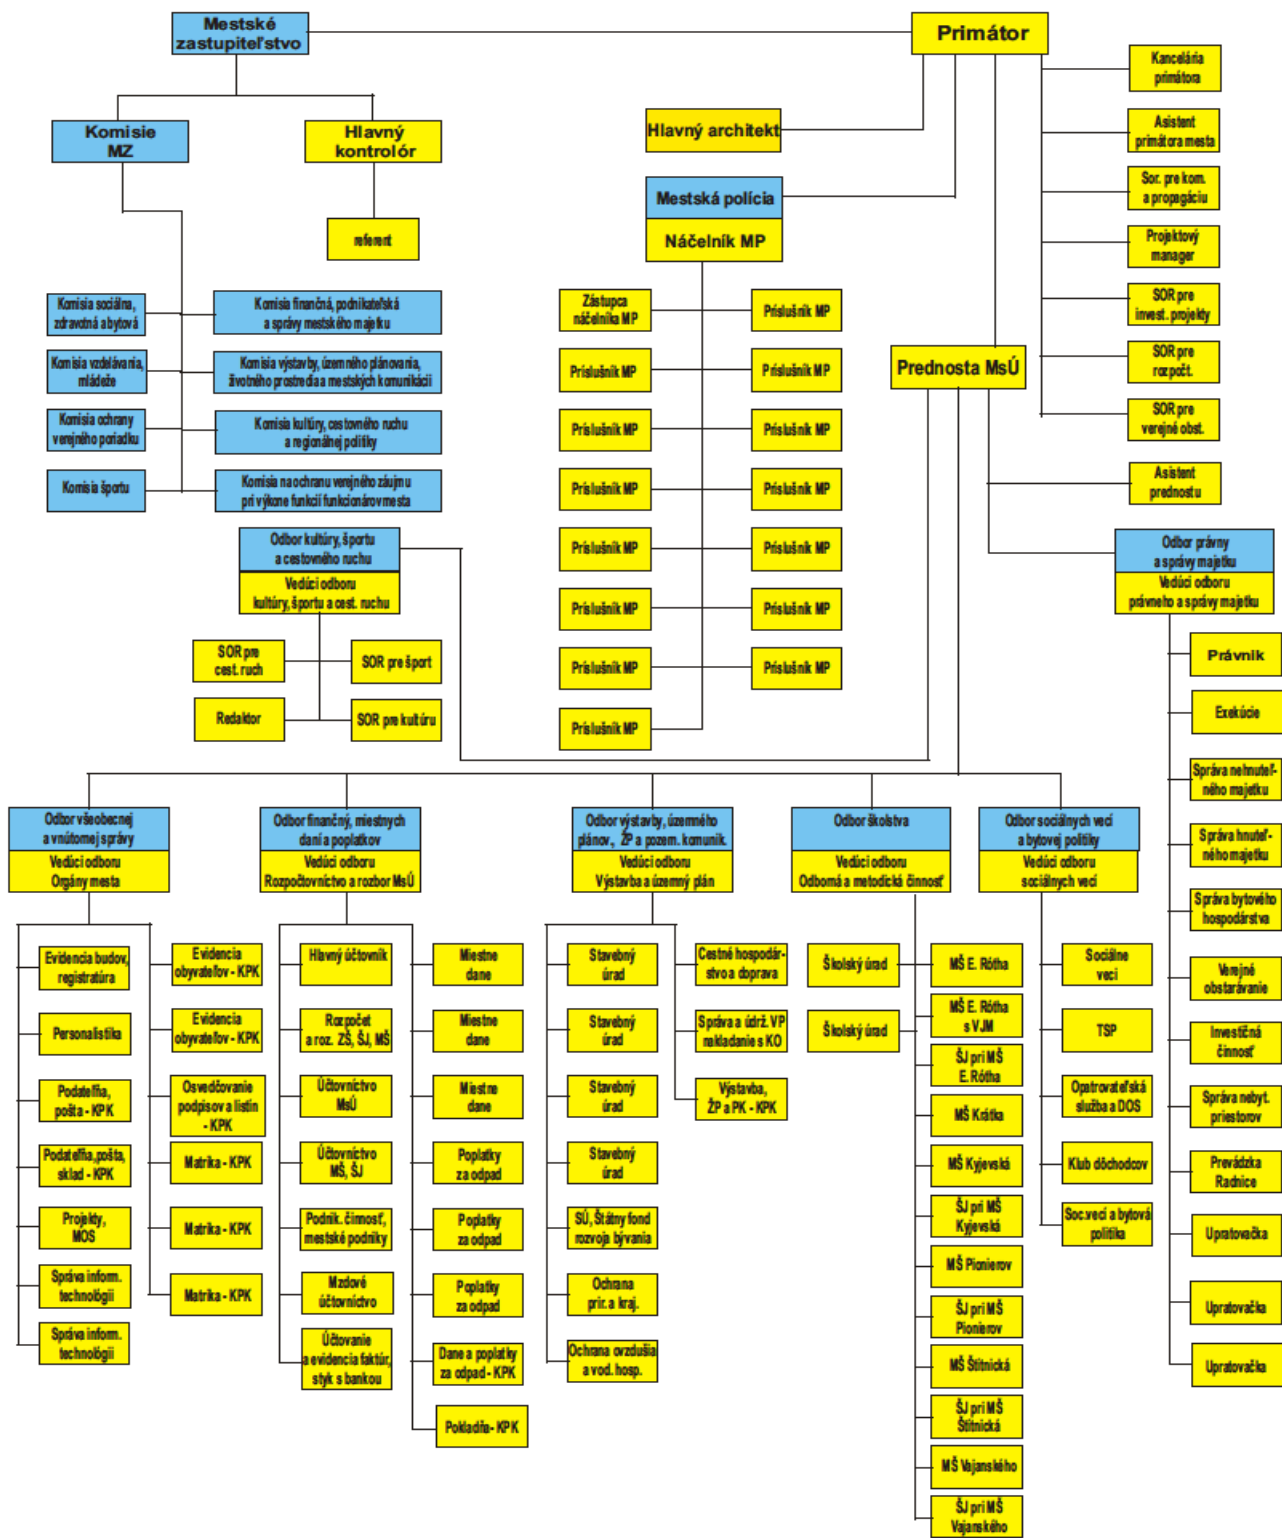 Mestské
zastupiteľstvo
Primátor
Kancelária
primátora
Asistent
primátora mesta
Sor. pre kom.
a propagáciu
Projektový
manager
SOR pre
invest. projekty
SOR pre
rozpočt.
SOR pre
verejné obst.
Komisie
MZ
Hlavný
kontrolór
referent
Hlavný architekt
Mestská polícia
Náčelník MP
Komisia sociálna,
zdravotná a bytová
Komisia finančná, podnikateľská
a správy mestského majetku
Komisia vzdelávania,
mládeže
Komisia výstavby, územného plánovania,
životného prostredia a mestských komunikácií
Komisia ochrany
verejného poriadku
Komisia kultúry, cestovného ruchu
a regionálnej politiky
Komisia športu
Komisia na ochranu verejného záujmu
pri výkone funkcií funkcionárov mesta
Zástupca
náčelníka MP
Príslušník MP
Príslušník MP
Príslušník MP
Príslušník MP
Príslušník MP
Príslušník MP
Príslušník MP
Príslušník MP
Príslušník MP
Príslušník MP
Príslušník MP
Príslušník MP
Príslušník MP
Príslušník MP
Prednosta MsÚ
Asistent
prednostu
Odbor kultúry, športu
a cestovného ruchu
Vedúci odboru
kultúry, športu a cest. ruchu
SOR pre
cest. ruch
SOR pre šport
Redaktor
SOR pre kultúru
Odbor právny
a správy majetku
Vedúci odboru
právneho a správy majetku
Právnik
Exekúcie
Správa nehnuteľ-
ného majetku
Správa hnuteľ-
ného majetku
Správa bytového
hospodárstva
Verejné
obstarávanie
Investičná
činnosť
Správa nebyt.
priestorov
Prevádzka
Radnice
Upratovačka
Upratovačka
Upratovačka
Odbor všeobecnej
a vnútornej správy
Vedúci odboru
Orgány mesta
Evidencia budov,
registratúra
Personalistika
Podateľňa,
pošta - KPK
Podateľňa,pošta,
sklad - KPK
Projekty,
MOS
Správa inform.
technológií
Správa inform.
technológií
Evidencia
obyvateľov - KPK
Evidencia
obyvateľov - KPK
Osvedčovanie
podpisov a listín
- KPK
Matrika - KPK
Matrika - KPK
Matrika - KPK
Odbor finančný, miestnych
daní a poplatkov
Vedúci odboru
Rozpočtovníctvo a rozbor MsÚ
Hlavný účtovník
Rozpočet
a roz. ZŠ, ŠJ, MŠ
Účtovníctvo
MsÚ
Účtovníctvo
MŠ, ŠJ
Podnik. činnosť,
mestské podniky
Mzdové
účtovníctvo
Účtovanie
a evidencia faktúr,
styk s bankou
Miestne
dane
Miestne
dane
Miestne
dane
Poplatky
za odpad
Poplatky
za odpad
Poplatky
za odpad
Dane a poplatky
za odpad - KPK
Pokladňa- KPK
Odbor výstavby, územného
plánov., ŽP a pozem. komunik.
Vedúci odboru
Výstavba a územný plán
Stavebný
úrad
Stavebný
úrad
Stavebný
úrad
Stavebný
úrad
SÚ, Štátny fond
rozvoja bývania
Ochrana
prír. a kraj.
Ochrana ovzdušia
a vod. hosp.
Cestné hospodár-
stvo a doprava
Správa a údrž. VP
nakladanie s KO
Výstavba,
ŽP a PK - KPK
Odbor školstva
Vedúci odboru
Odborná a metodická činnosť
Školský úrad
Školský úrad
MŠ E. Rótha
MŠ E. Rótha
s VJM
ŠJ pri MŠ
E. Rótha
MŠ Krátka
MŠ Kyjevská
ŠJ pri MŠ
Kyjevská
MŠ Pionierov
ŠJ pri MŠ
Pionierov
MŠ Štítnická
ŠJ pri MŠ
Štítnická
MŠ Vajanského
ŠJ pri MŠ
Vajanského
Odbor sociálnych vecí
a bytovej politiky
Vedúci odboru
sociálnych vecí
Sociálne
veci
TSP
Opatrovateľská
služba a DOS
Klub dôchodcov
Soc.veci a bytová
politika